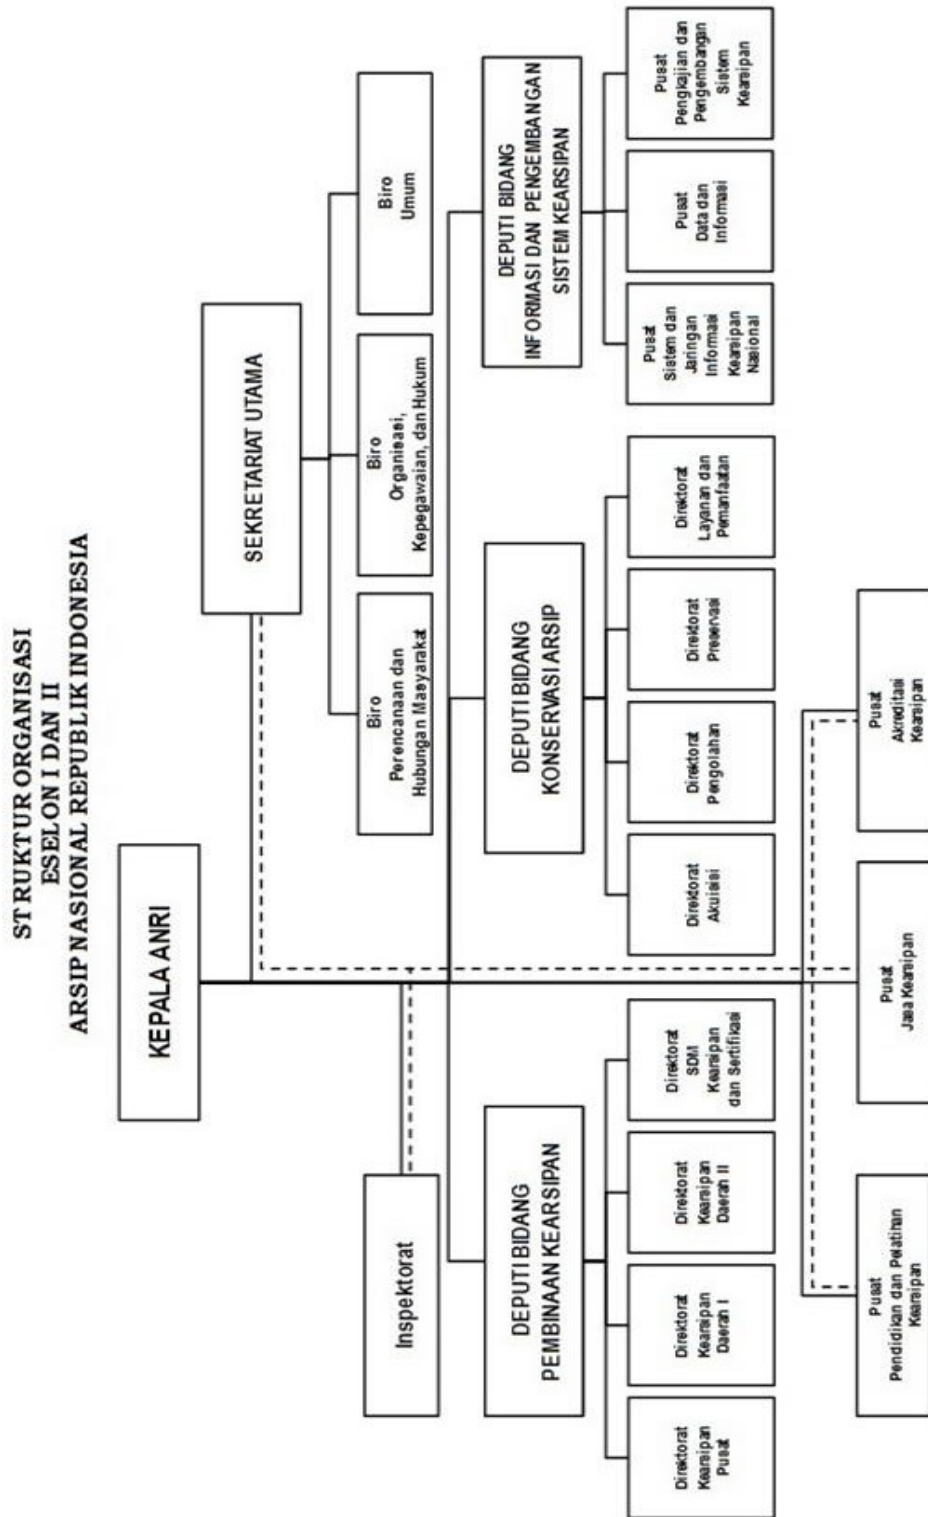 STRUKTUR ORGANISASI
ESELON I DAN II
ARSIP NASIONAL REPUBLIK INDONESIA
KEPALA ANRI
SEKRETARIAT UTAMA
Inspektorat
Biro
Perencanaan dan
Hubungan Masyarakat
Biro
Organisasi,
Kepegawaian, dan Hukum
Biro
Umum
DEPUTI BIDANG
PEMBINAAN KEARSIPAN
DEPUTI BIDANG
KONSERVASI ARSIP
DEPUTI BIDANG
INFORMASI DAN PENGEMBANGAN
SISTEM KEARSIPAN
Direktorat
Kearsipan
Pusat
Direktorat
Kearsipan
Daerah I
Direktorat
Kearsipan
Daerah II
Direktorat
SDM
Kearsipan
dan Sertifikasi
Direktorat
Akuisisi
Direktorat
Pengolahan
Direktorat
Preservasi
Direktorat
Layanan dan
Pemanfaatan
Pusat
Sistem dan
Jaringan
Informasi
Kearsipan
Nasional
Pusat
Data dan
Informasi
Pusat
Pengkajian dan
Pengembangan
Sistem
Kearsipan
Pusat
Pendidikan dan Pelatihan
Kearsipan
Pusat
Jasa Kearsipan
Pusat
Akreditasi
Kearsipan